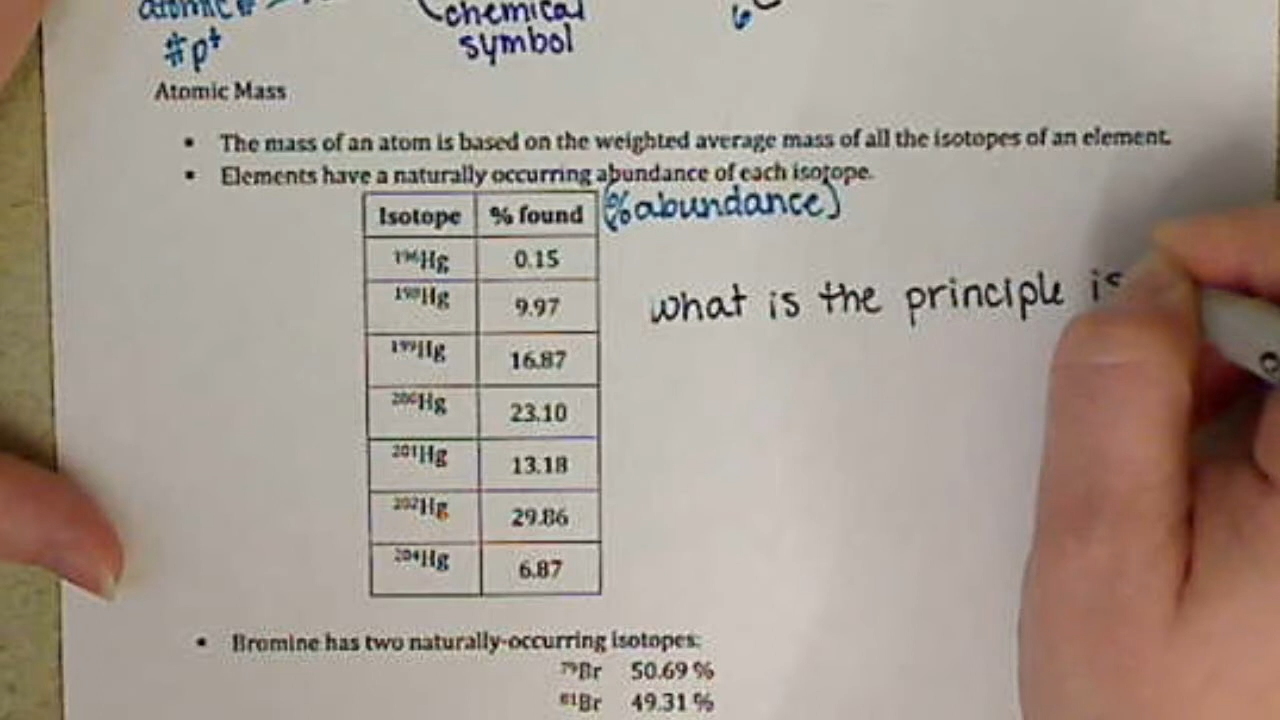 atomic #
chemical
symbol
#p⁺
6
Atomic Mass
• The mass of an atom is based on the weighted average mass of all the isotopes of an element.
• Elements have a naturally occurring abundance of each isotope.
(% abundance)
Isotope % found
¹⁹⁶Hg 0.15
¹⁹⁸Hg 9.97
¹⁹⁹Hg 16.87
²⁰⁰Hg 23.10
²⁰¹Hg 13.18
²⁰²Hg 29.86
²⁰⁴Hg 6.87
what is the principle is
• Bromine has two naturally-occurring isotopes:
⁷⁹Br 50.69 %
⁸¹Br 49.31 %